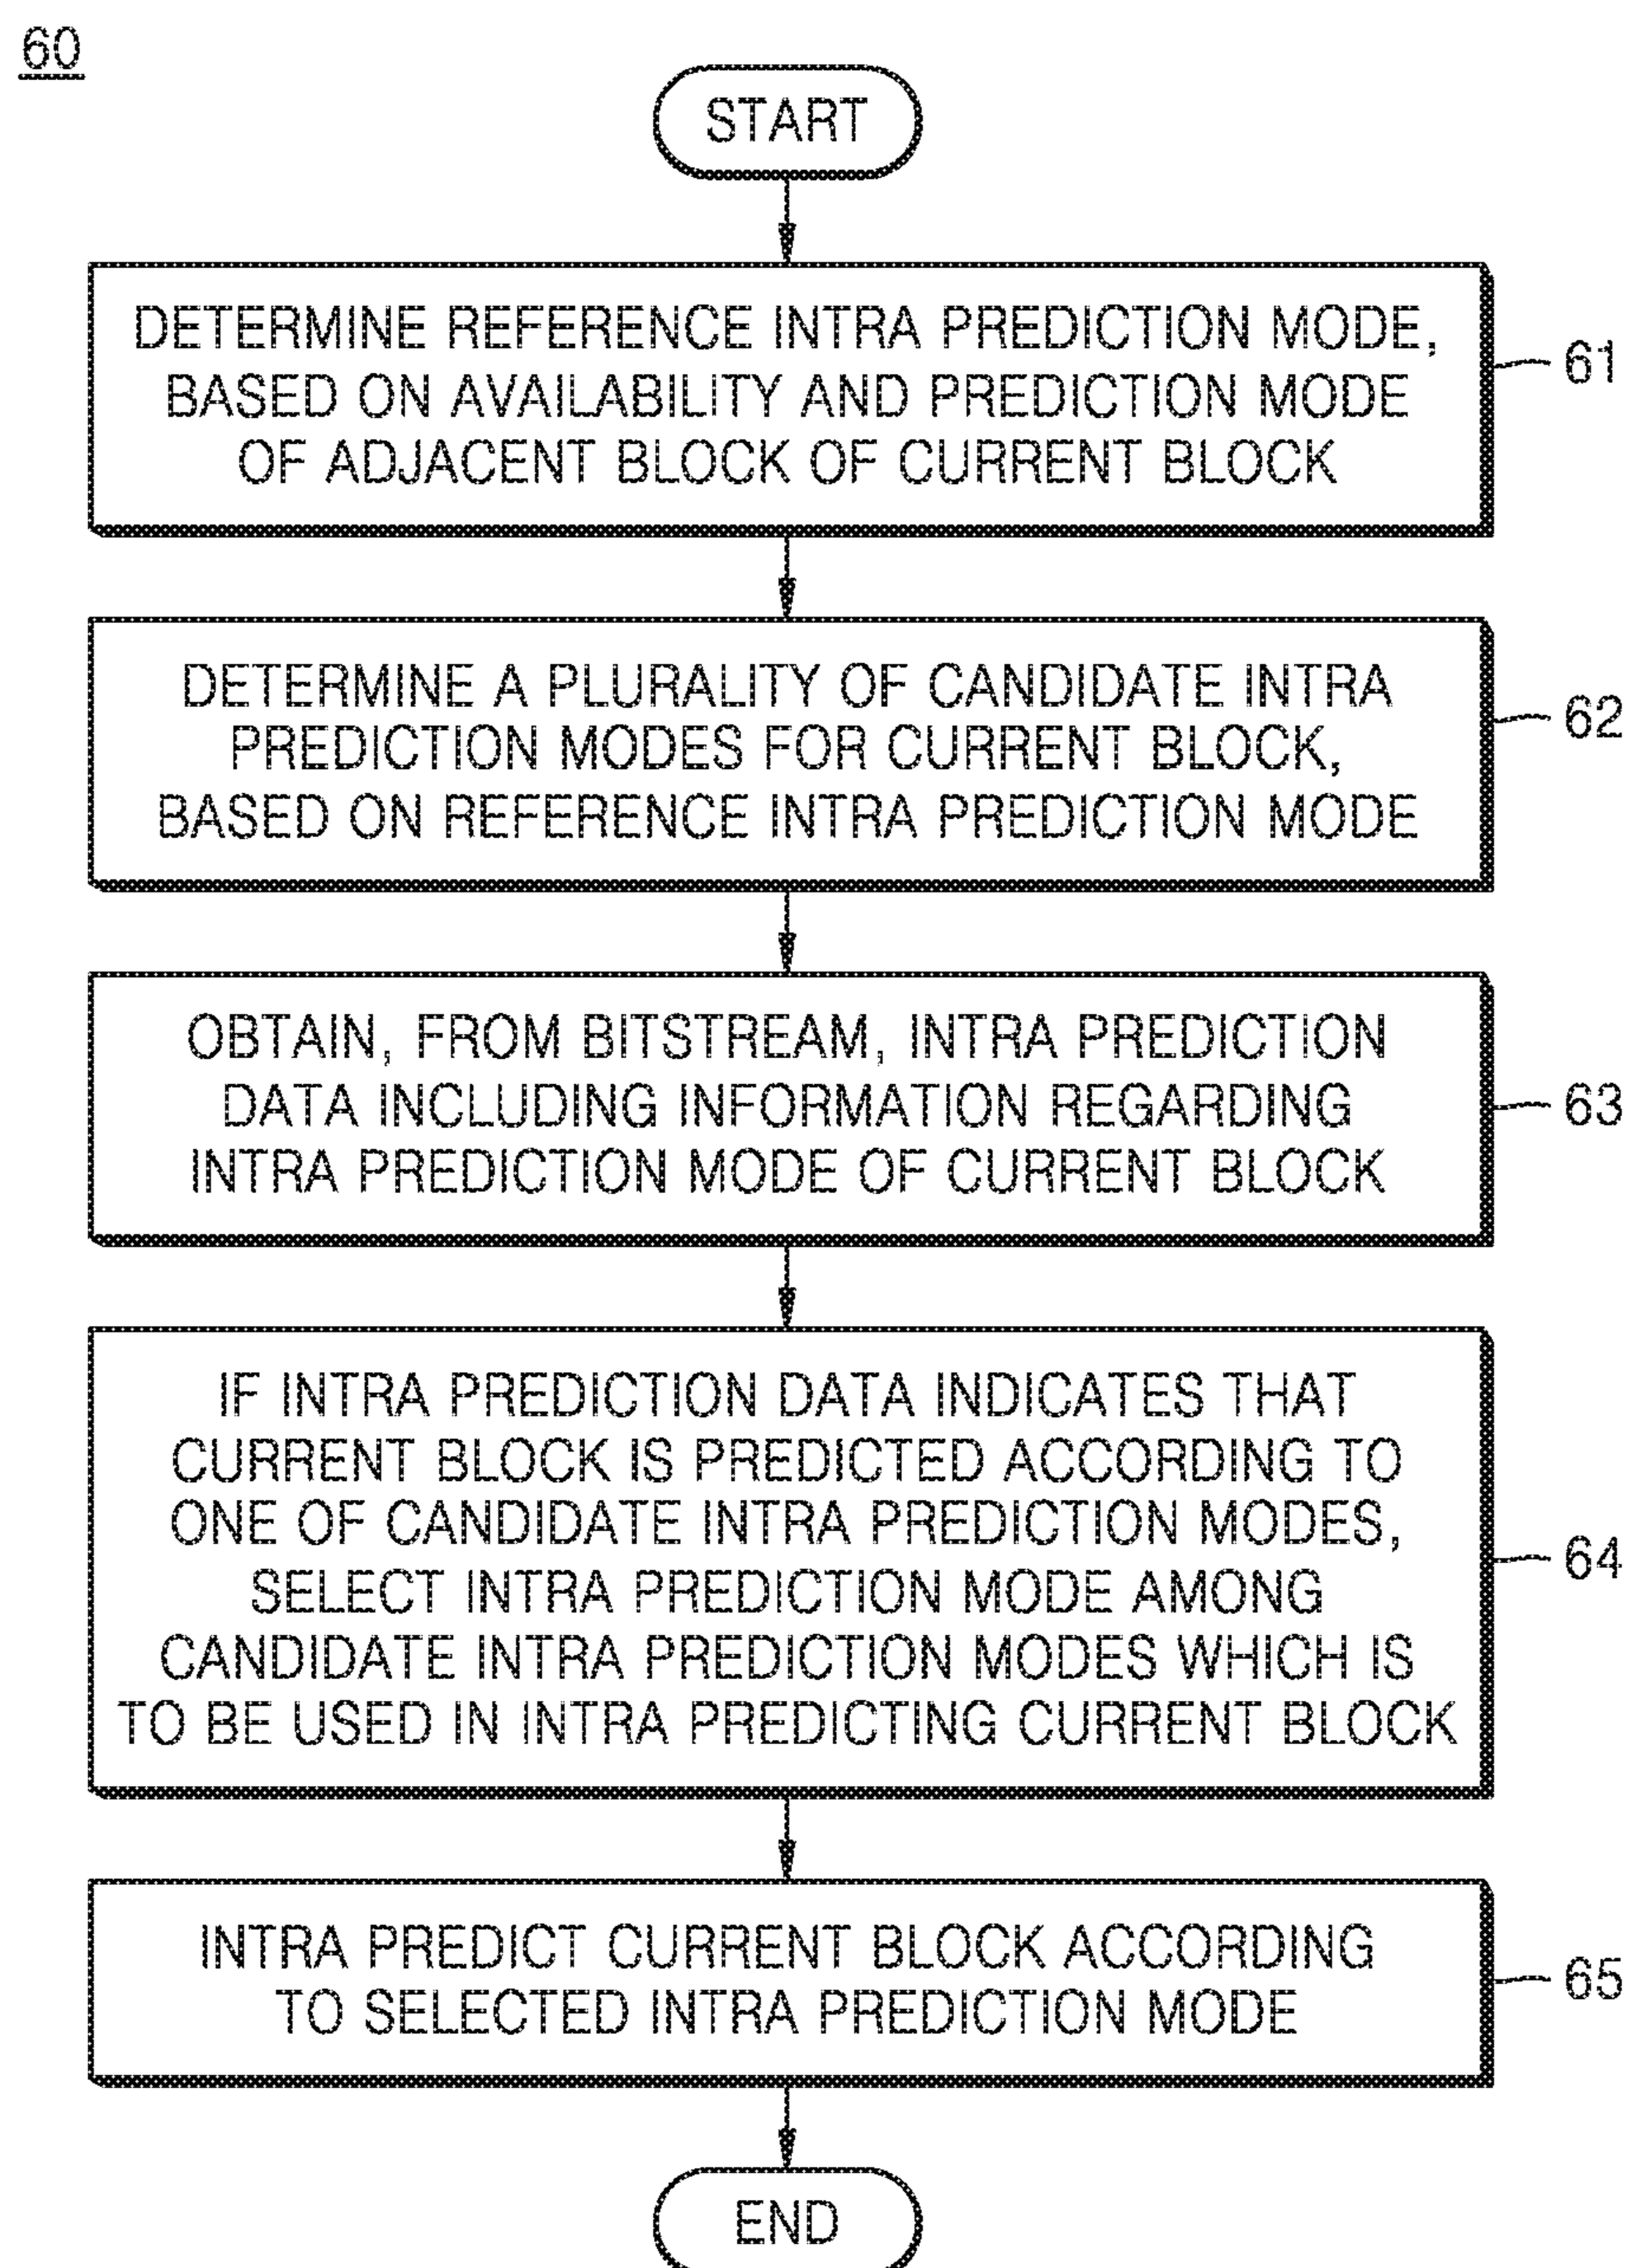 60
START
DETERMINE REFERENCE INTRA PREDICTION MODE,
BASED ON AVAILABILITY AND PREDICTION MODE
OF ADJACENT BLOCK OF CURRENT BLOCK
61
DETERMINE A PLURALITY OF CANDIDATE INTRA
PREDICTION MODES FOR CURRENT BLOCK,
BASED ON REFERENCE INTRA PREDICTION MODE
62
OBTAIN, FROM BITSTREAM, INTRA PREDICTION
DATA INCLUDING INFORMATION REGARDING
INTRA PREDICTION MODE OF CURRENT BLOCK
63
IF INTRA PREDICTION DATA INDICATES THAT
CURRENT BLOCK IS PREDICTED ACCORDING TO
ONE OF CANDIDATE INTRA PREDICTION MODES,
SELECT INTRA PREDICTION MODE AMONG
CANDIDATE INTRA PREDICTION MODES WHICH IS
TO BE USED IN INTRA PREDICTING CURRENT BLOCK
64
INTRA PREDICT CURRENT BLOCK ACCORDING
TO SELECTED INTRA PREDICTION MODE
65
END